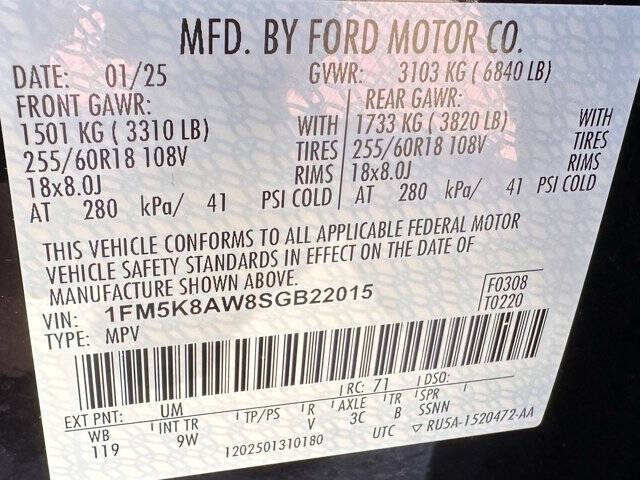 MFD. BY FORD MOTOR CO.
DATE: 01/25 GVWR: 3103 KG ( 6840 LB)
FRONT GAWR: REAR GAWR:
1501 KG ( 3310 LB) WITH 1733 KG ( 3820 LB) WITH
255/60R18 108V TIRES 255/60R18 108V TIRES
18x8.0J RIMS 18x8.0J RIMS
AT 280 kPa/ 41 PSI COLD AT 280 kPa/ 41 PSI COLD
THIS VEHICLE CONFORMS TO ALL APPLICABLE FEDERAL MOTOR
VEHICLE SAFETY STANDARDS IN EFFECT ON THE DATE OF
MANUFACTURE SHOWN ABOVE.
VIN: 1FM5K8AW8SGB22015 F0308
TYPE: MPV T0220
EXT PNT: UM RC: 71 DSO:
WB INT TR TP/PS R AXLE TR SPR
119 9W V 3C B SSNN
1202501310180 UTC ▽ RU5A-1520472-AA